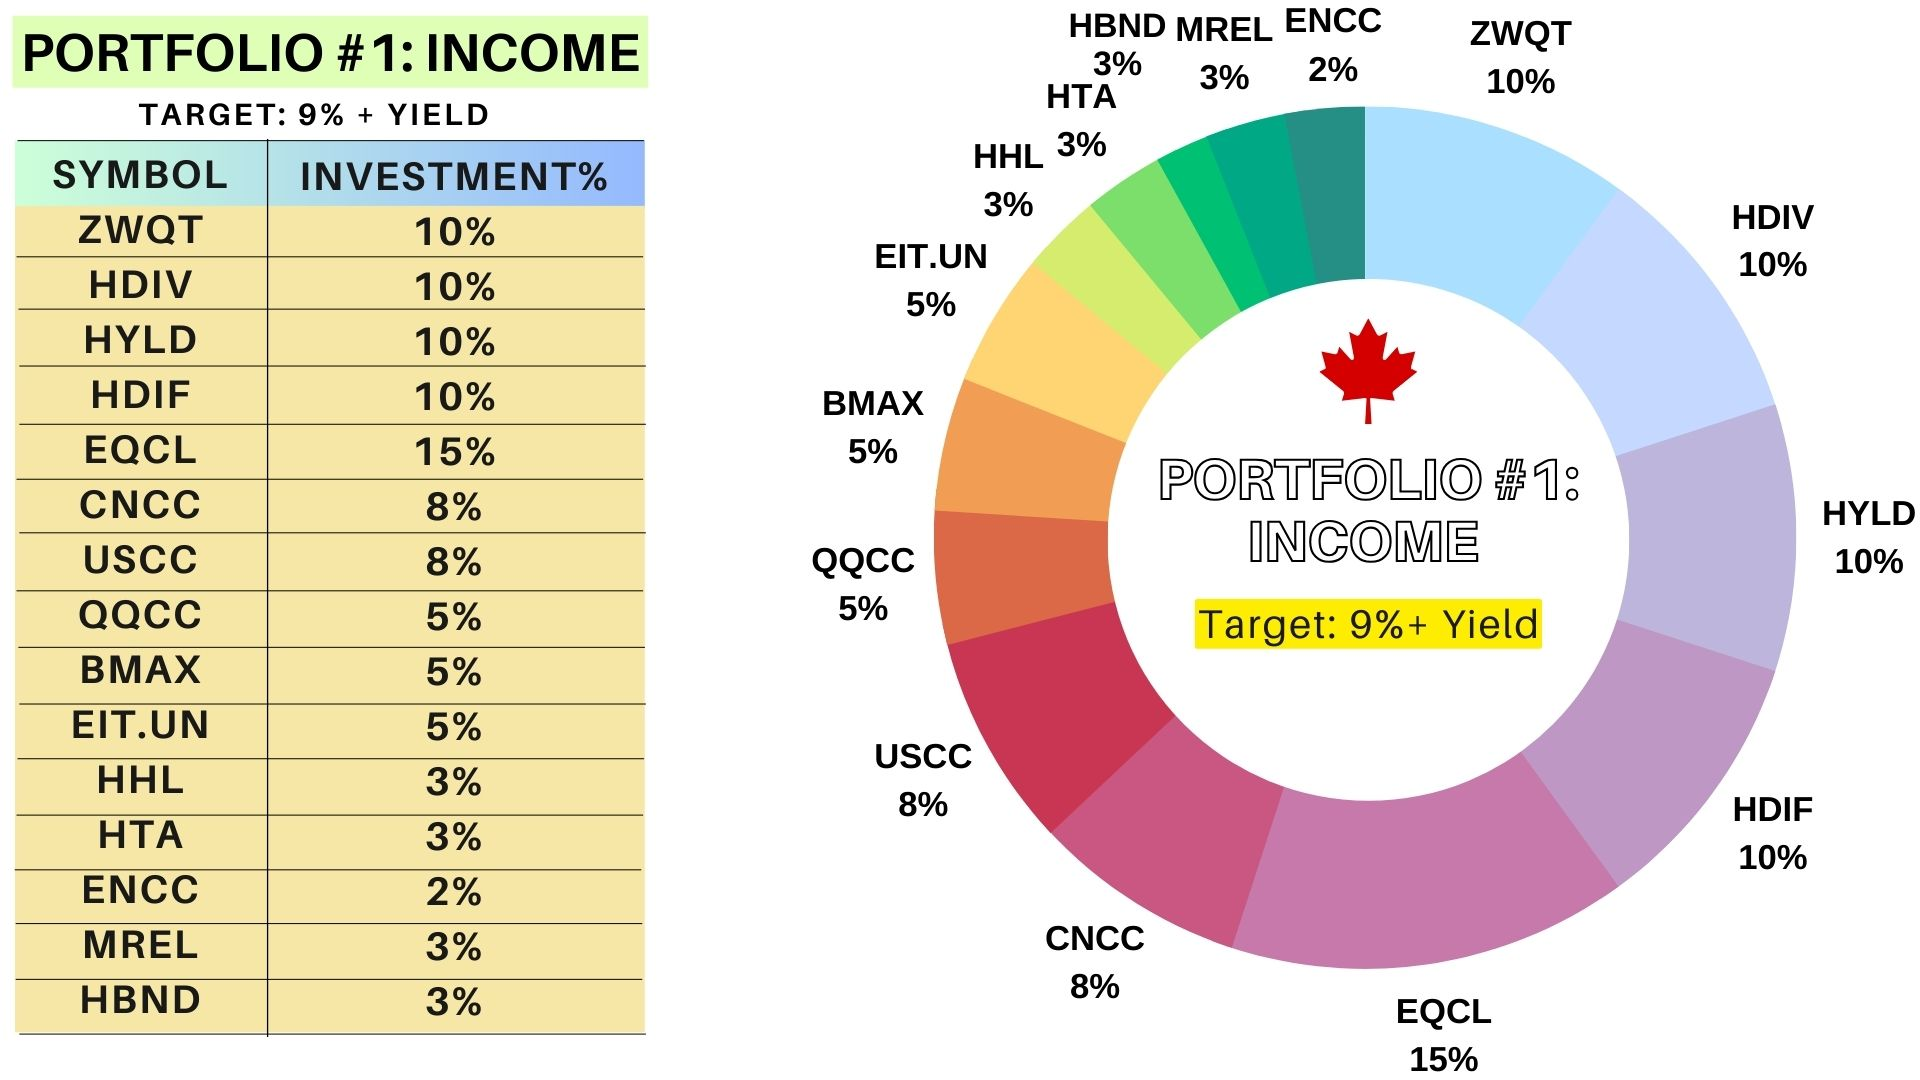 PORTFOLIO #1: INCOME
TARGET: 9% + YIELD
SYMBOL INVESTMENT%
ZWQT 10%
HDIV 10%
HYLD 10%
HDIF 10%
EQCL 15%
CNCC 8%
USCC 8%
QQCC 5%
BMAX 5%
EIT.UN 5%
HHL 3%
HTA 3%
ENCC 2%
MREL 3%
HBND 3%
ZWQT
10%
HDIV
10%
HYLD
10%
HDIF
10%
EQCL
15%
CNCC
8%
USCC
8%
QQCC
5%
BMAX
5%
EIT.UN
5%
HHL
3%
HTA
3%
HBND
3%
MREL
3%
ENCC
2%
PORTFOLIO #1:
INCOME
Target: 9%+ Yield